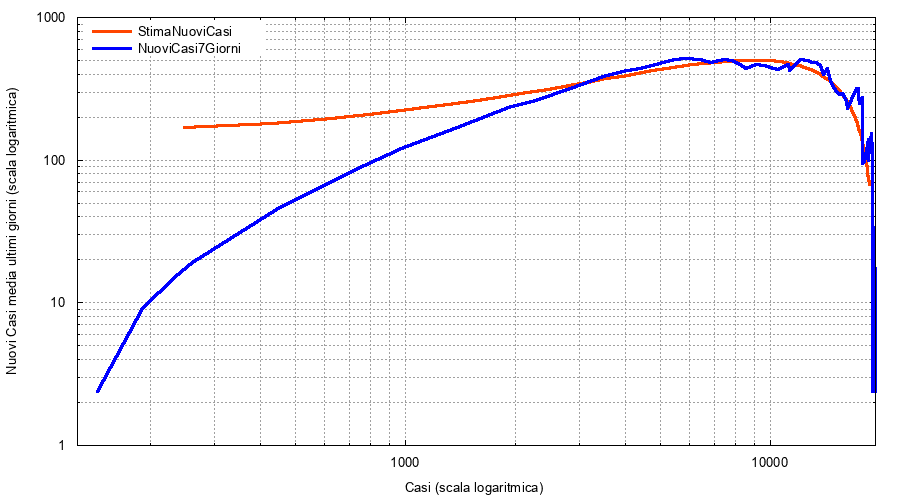 1000
StimaNuoviCasi
NuoviCasi7Giorni
100
10
1
1000
10000
Nuovi Casi media ultimi giorni (scala logaritmica)
Casi (scala logaritmica)